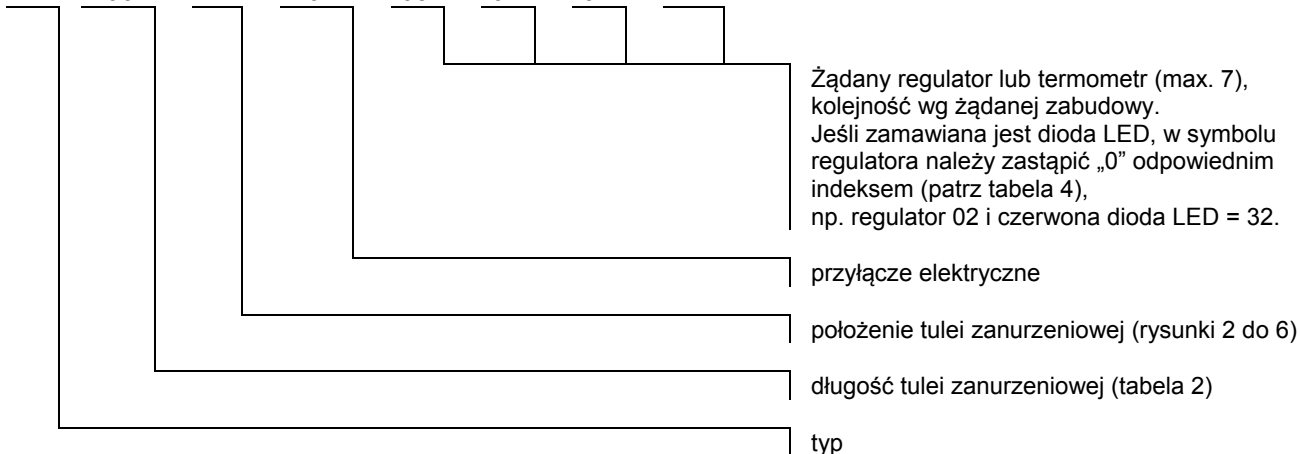 Żądany regulator lub termometr (max. 7),
kolejność wg żądanej zabudowy.
Jeśli zamawiana jest dioda LED, w symbolu
regulatora należy zastąpić „0” odpowiednim
indeksem (patrz tabela 4),
np. regulator 02 i czerwona dioda LED = 32.
przyłącze elektryczne
położenie tulei zanurzeniowej (rysunki 2 do 6)
długość tulei zanurzeniowej (tabela 2)
typ